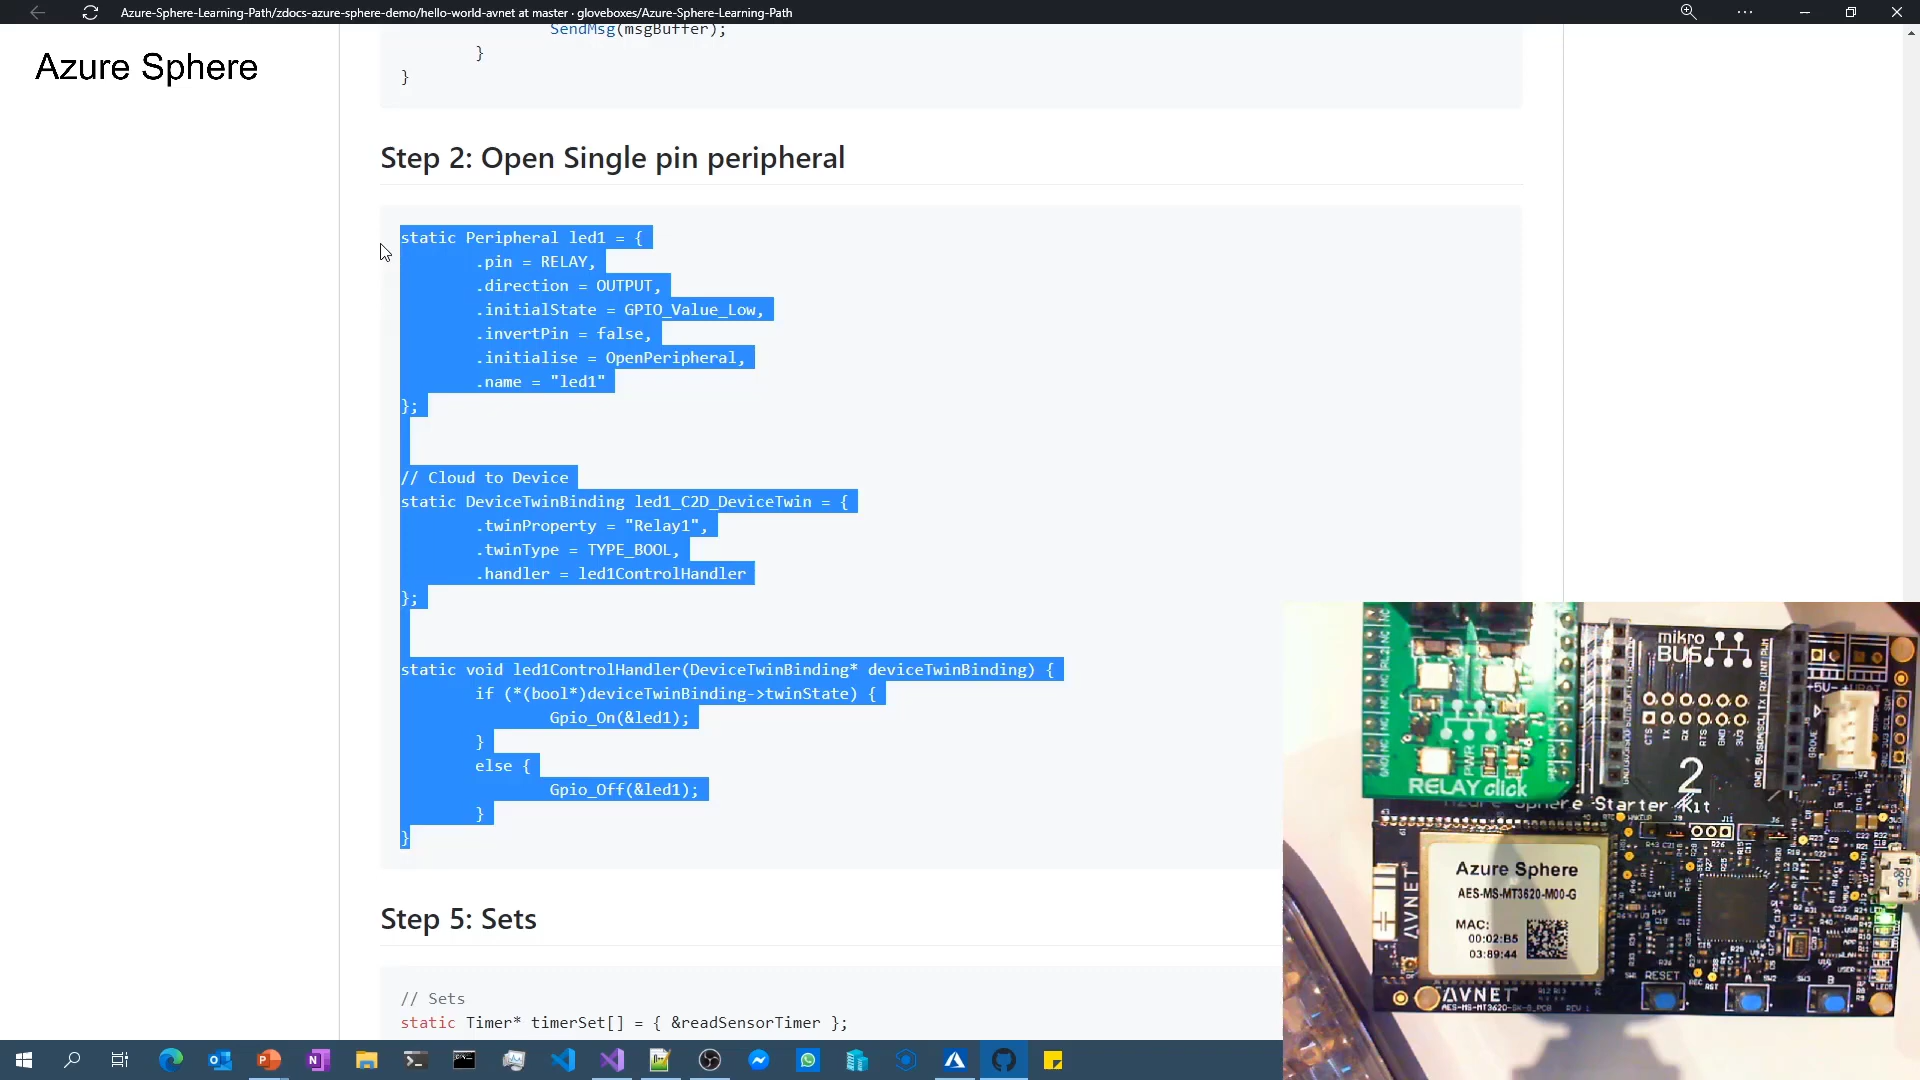 Azure-Sphere-Learning-Path/zdocs-azure-sphere-demo/hello-world-avnet at master · gloveboxes/Azure-Sphere-Learning-Path
Azure Sphere
SendMsg(msgBuffer);
}
}
Step 2: Open Single pin peripheral
static Peripheral led1 = {
.pin = RELAY,
.direction = OUTPUT,
.initialState = GPIO_Value_Low,
.invertPin = false,
.initialise = OpenPeripheral,
.name = "led1"
};
// Cloud to Device
static DeviceTwinBinding led1_C2D_DeviceTwin = {
.twinProperty = "Relay1",
.twinType = TYPE_BOOL,
.handler = led1ControlHandler
};
static void led1ControlHandler(DeviceTwinBinding* deviceTwinBinding) {
if (*(bool*)deviceTwinBinding->twinState) {
Gpio_On(&led1);
}
else {
Gpio_Off(&led1);
}
}
Step 5: Sets
// Sets
static Timer* timerSet[] = { &readSensorTimer };
mikro
BUS
2
PWR
RELAY click
Azure Sphere Starter Kit
Azure Sphere
AES-MS-MT3620-M00-G
MAC:
00:02:B5
03:89:44
AVNET
RESET
A
B
AVNET